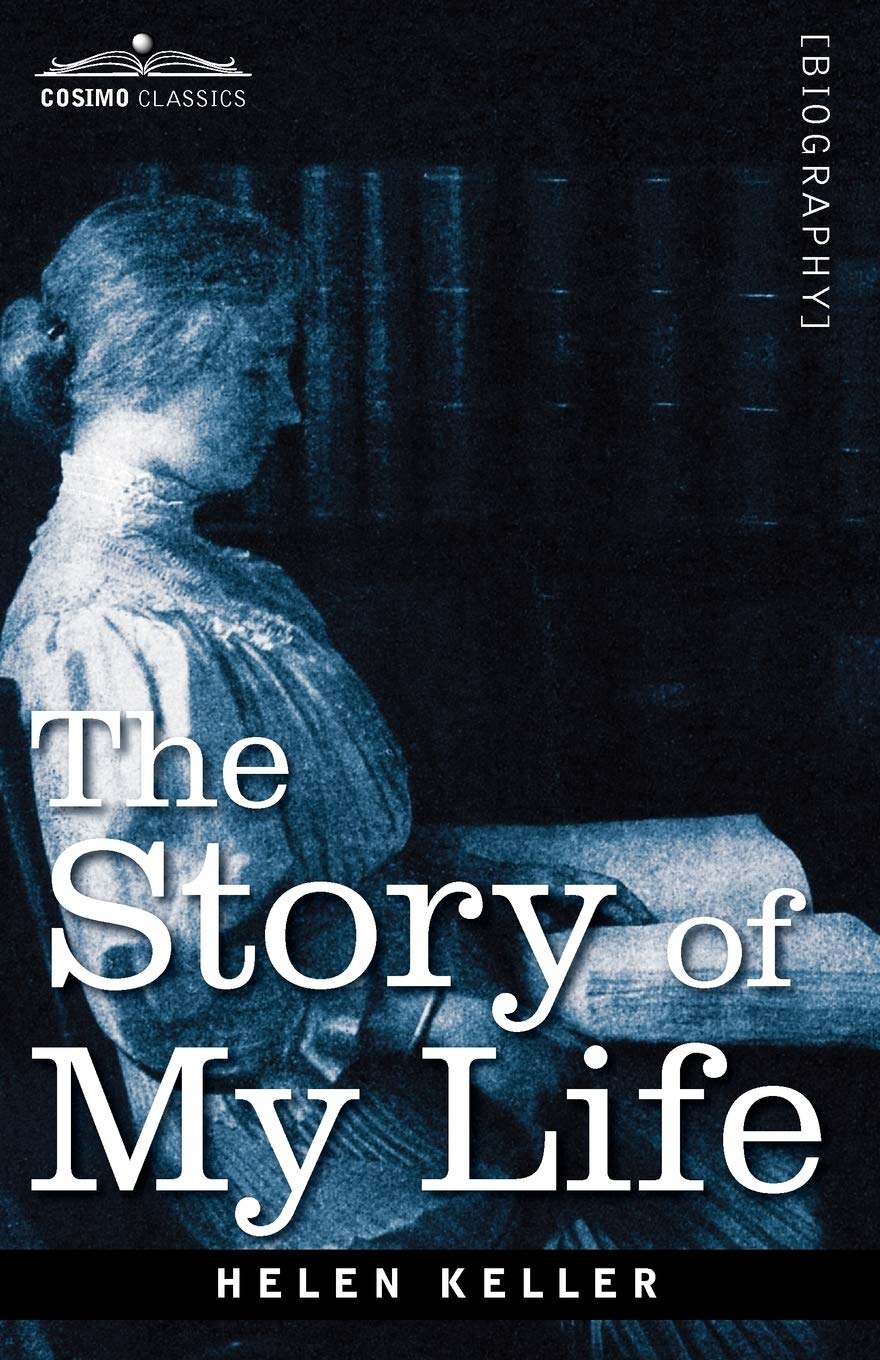 COSIMO CLASSICS
[BIOGRAPHY]
The
Story of
My Life
HELEN KELLER